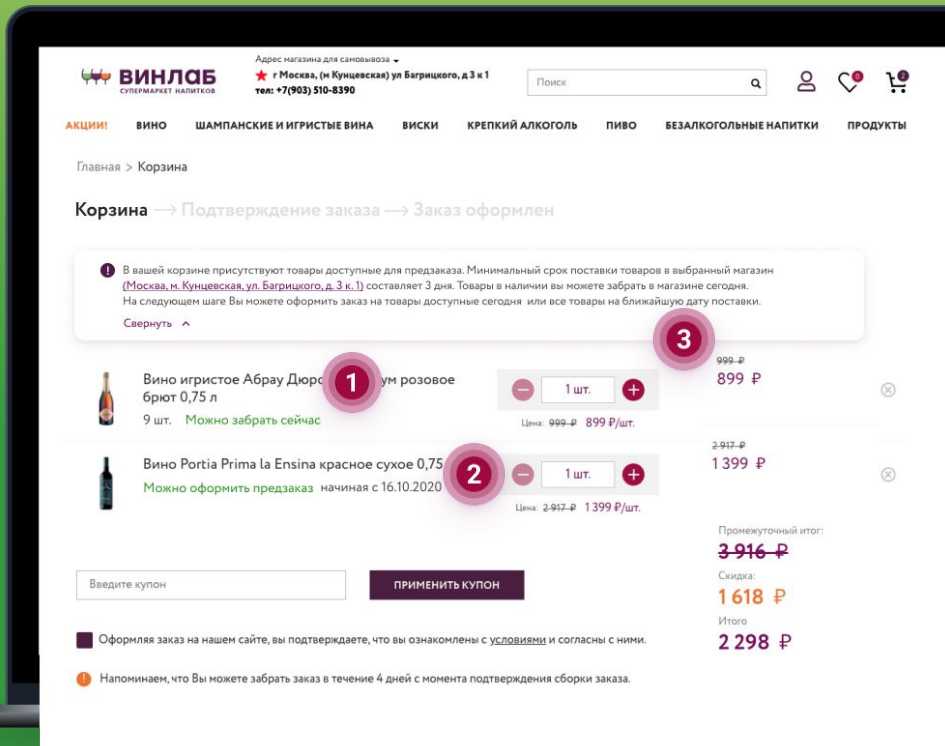 Адрес магазина для самовывоза
ВИНЛАБ
СУПЕРМАРКЕТ НАПИТКОВ
г Москва, (м Кунцевская) ул Багрицкого, д 3 к 1
тел: +7(903) 510-8390
Поиск
0
2
АКЦИИ! ВИНО ШАМПАНСКИЕ И ИГРИСТЫЕ ВИНА ВИСКИ КРЕПКИЙ АЛКОГОЛЬ ПИВО БЕЗАЛКОГОЛЬНЫЕ НАПИТКИ ПРОДУКТЫ
Главная > Корзина
Корзина → Подтверждение заказа → Заказ оформлен
В вашей корзине присутствуют товары доступные для предзаказа. Минимальный срок поставки товаров в выбранный магазин
(Москва, м. Кунцевская, ул. Багрицкого, д. 3 к. 1) составляет 3 дня. Товары в наличии вы можете забрать в магазине сегодня.
На следующем шаге Вы можете оформить заказ на товары доступные сегодня или все товары на ближайшую дату поставки.
Свернуть
3
Вино игристое Абрау розовое
брют 0,75 л
9 шт. Можно забрать сейчас
1
1 шт.
Цена: 999 ₽ 899 ₽/шт.
999 ₽
899 ₽
Вино Portia Prima la Ensina красное сухое 0,75
Можно оформить предзаказ начиная с 16.10.2020
2
1 шт.
Цена: 2 917 ₽ 1 399 ₽/шт.
2 917 ₽
1 399 ₽
Промежуточный итог:
3 916 ₽
Скидка:
1 618 ₽
Итого
2 298 ₽
Введите купон
ПРИМЕНИТЬ КУПОН
Оформляя заказ на нашем сайте, вы подтверждаете, что вы ознакомлены с условиями и согласны с ними.
Напоминаем, что Вы можете забрать заказ в течение 4 дней с момента подтверждения сборки заказа.